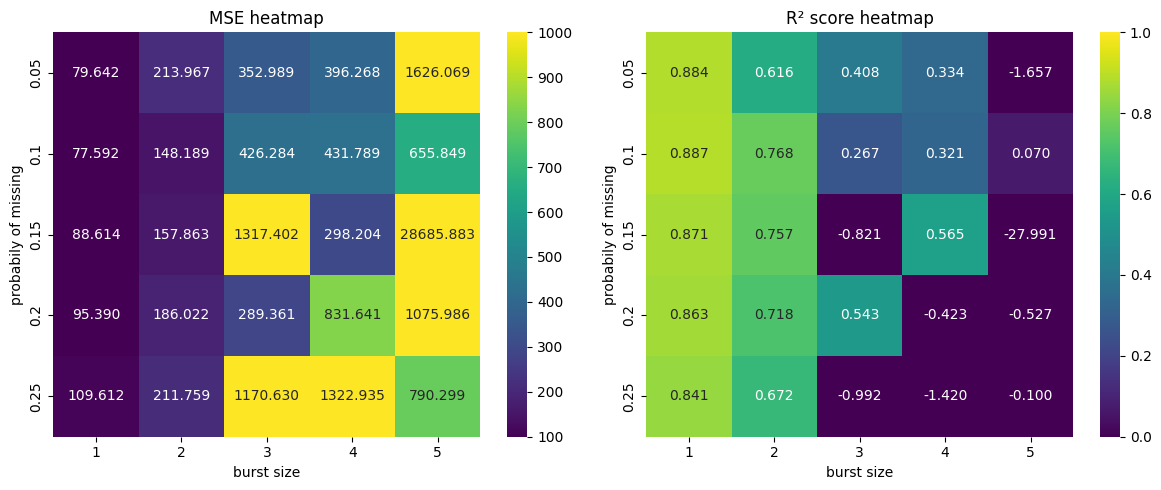 MSE heatmap
probabily of missing
0.05
0.1
0.15
0.2
0.25
79.642 213.967 352.989 396.268 1626.069
77.592 148.189 426.284 431.789 655.849
88.614 157.863 1317.402 298.204 28685.883
95.390 186.022 289.361 831.641 1075.986
109.612 211.759 1170.630 1322.935 790.299
1 2 3 4 5
burst size
1000
900
800
700
600
500
400
300
200
100
R² score heatmap
probabily of missing
0.05
0.1
0.15
0.2
0.25
0.884 0.616 0.408 0.334 -1.657
0.887 0.768 0.267 0.321 0.070
0.871 0.757 -0.821 0.565 -27.991
0.863 0.718 0.543 -0.423 -0.527
0.841 0.672 -0.992 -1.420 -0.100
1 2 3 4 5
burst size
1.0
0.8
0.6
0.4
0.2
0.0